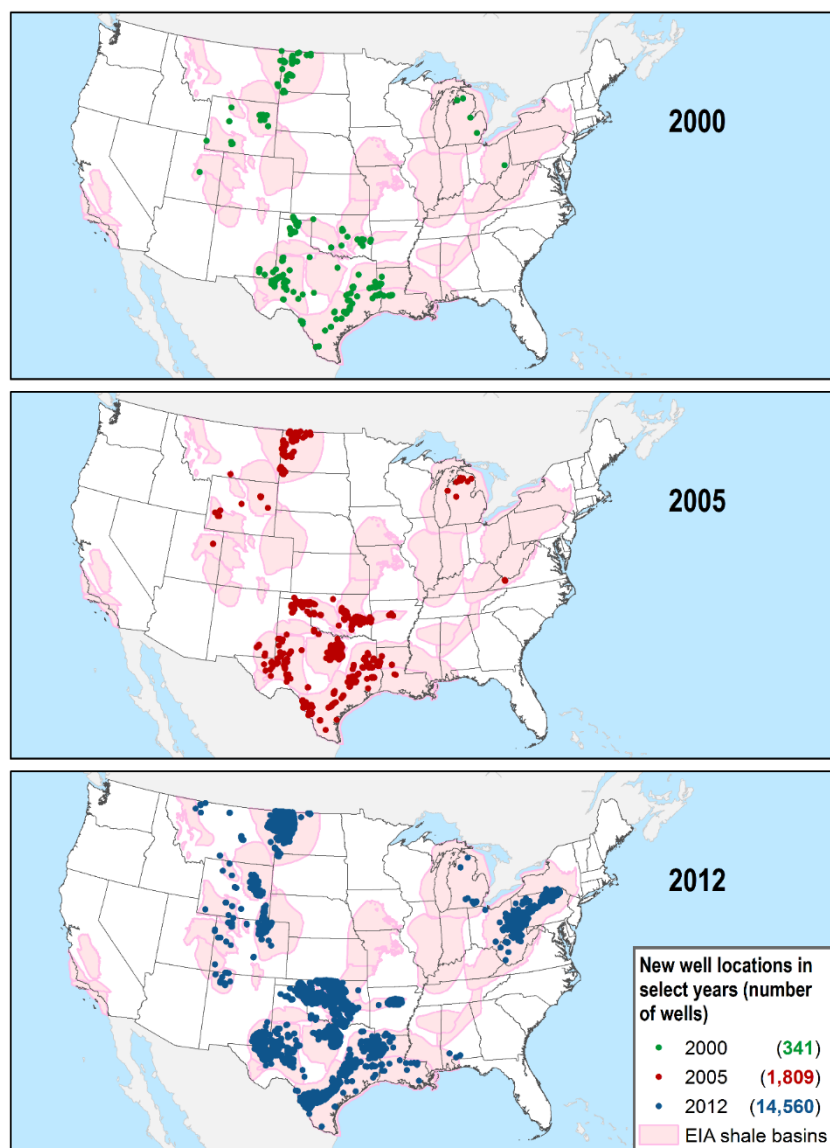 2000
2005
2012
New well locations in
select years (number
of wells)
2000 (341)
2005 (1,809)
2012 (14,560)
EIA shale basins